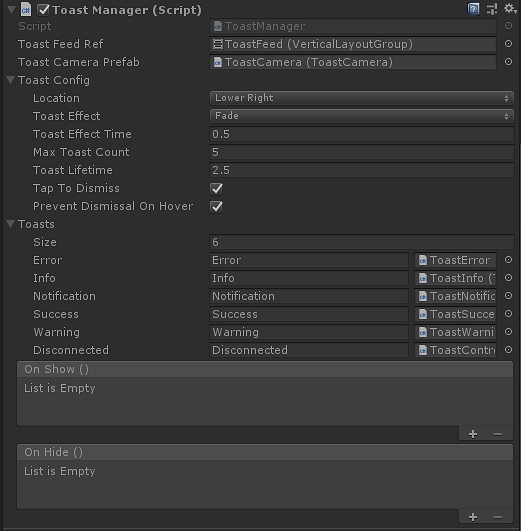 Toast Manager (Script)
Script ToastManager
Toast Feed Ref ToastFeed (VerticalLayoutGroup)
Toast Camera Prefab ToastCamera (ToastCamera)
Toast Config
Location Lower Right
Toast Effect Fade
Toast Effect Time 0.5
Max Toast Count 5
Toast Lifetime 2.5
Tap To Dismiss
Prevent Dismissal On Hover
Toasts
Size 6
Error Error ToastError
Info Info ToastInfo (
Notification Notification ToastNotific
Success Success ToastSucce
Warning Warning ToastWarni
Disconnected Disconnected ToastContr
On Show ()
List is Empty
+ −
On Hide ()
List is Empty
+ −